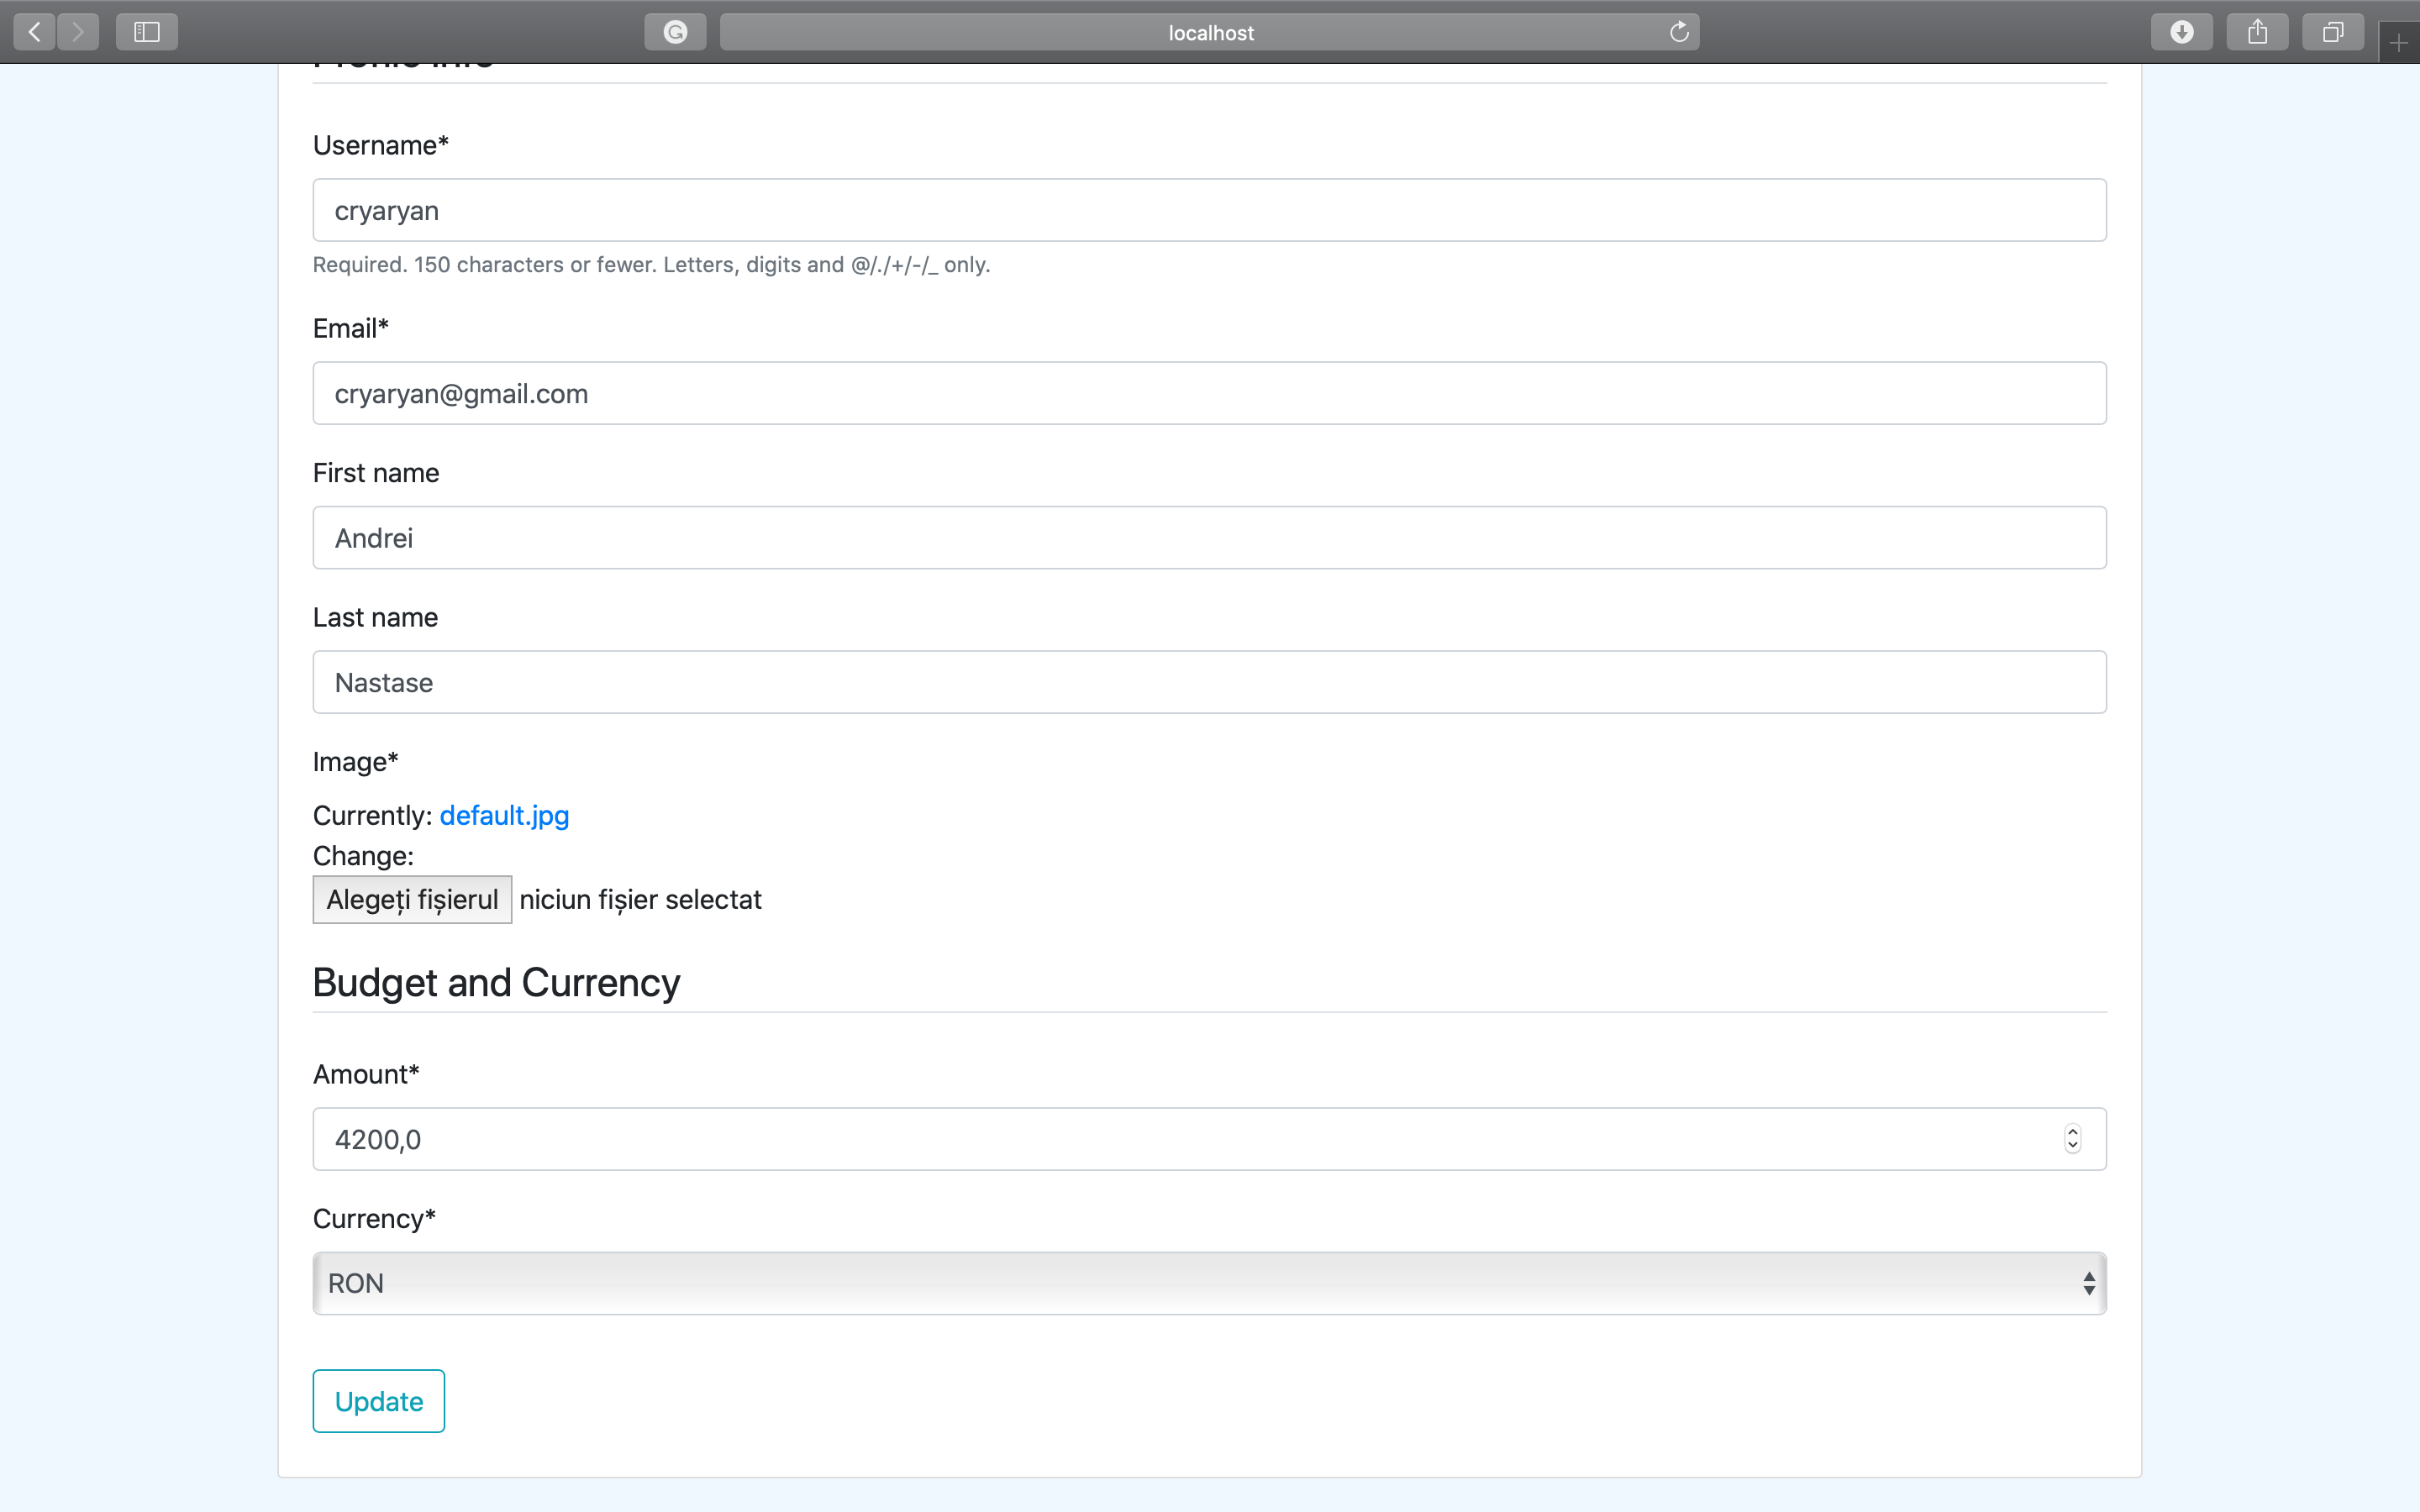 localhost
Profile Info
Username*
cryaryan
Required. 150 characters or fewer. Letters, digits and @/./+/-/_ only.
Email*
cryaryan@gmail.com
First name
Andrei
Last name
Nastase
Image*
Currently: default.jpg
Change:
Alegeți fișierul niciun fișier selectat
Budget and Currency
Amount*
4200,0
Currency*
RON
Update